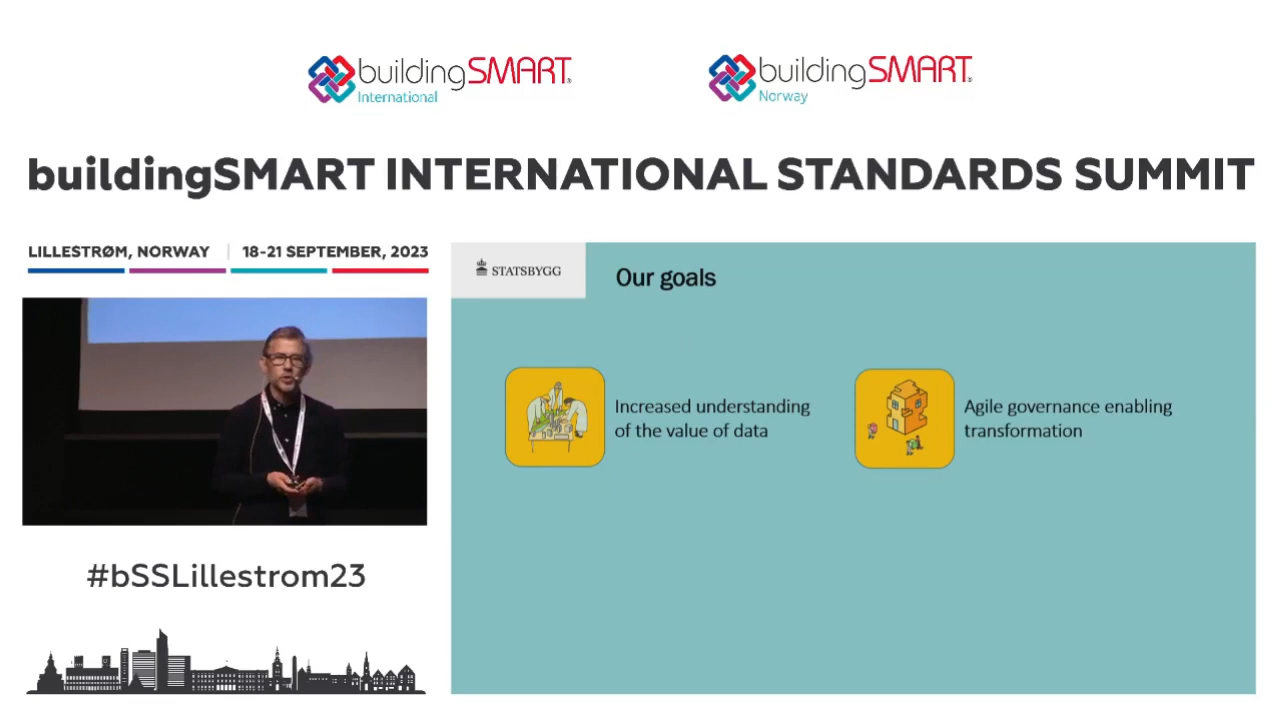 buildingSMART®
International
buildingSMART®
Norway
buildingSMART INTERNATIONAL STANDARDS SUMMIT
LILLESTRØM, NORWAY | 18-21 SEPTEMBER, 2023
STATSBYGG
Our goals
Increased understanding
of the value of data
Agile governance enabling
transformation
#bSSLillestrom23